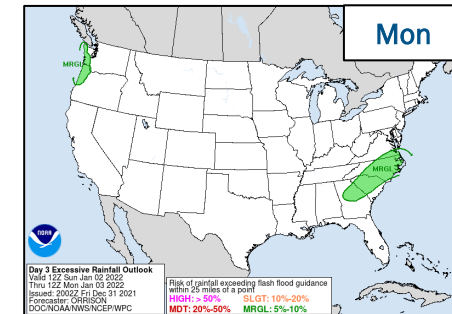 Mon
MRGL
MRGL
NOAA
Day 3 Excessive Rainfall Outlook
Valid 12Z Sun Jan 02 2022
Thru 12Z Mon Jan 03 2022
Issued: 2002Z Fri Dec 31 2021
Forecaster: ORRISON
DOC/NOAA/NWS/NCEP/WPC
Risk of rainfall exceeding flash flood guidance
within 25 miles of a point
HIGH: > 50% SLGT: 10%-20%
MDT: 20%-50% MRGL: 5%-10%